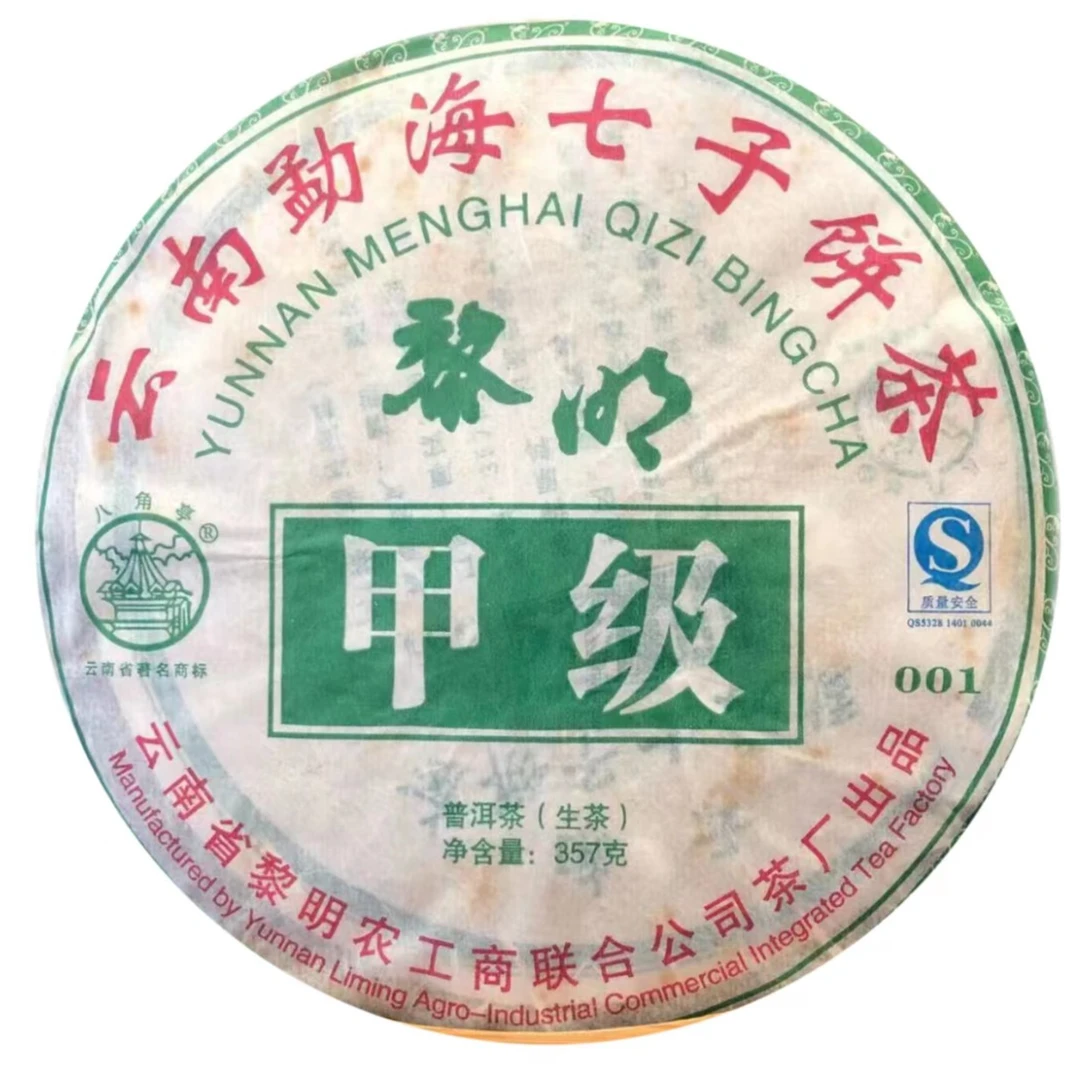 云南勐海七子饼茶
YUNNAN MENGHAI QIZI BINGCHA
黎明
八角亭®
云南省著名商标
甲级
质量安全
QS5328 1401 0044
001
普洱茶（生茶）
净含量：357克
云南省黎明农工商联合公司茶厂出品
Manufactured by Yunnan Liming Agro-Industrial Commercial Integrated Tea Factory